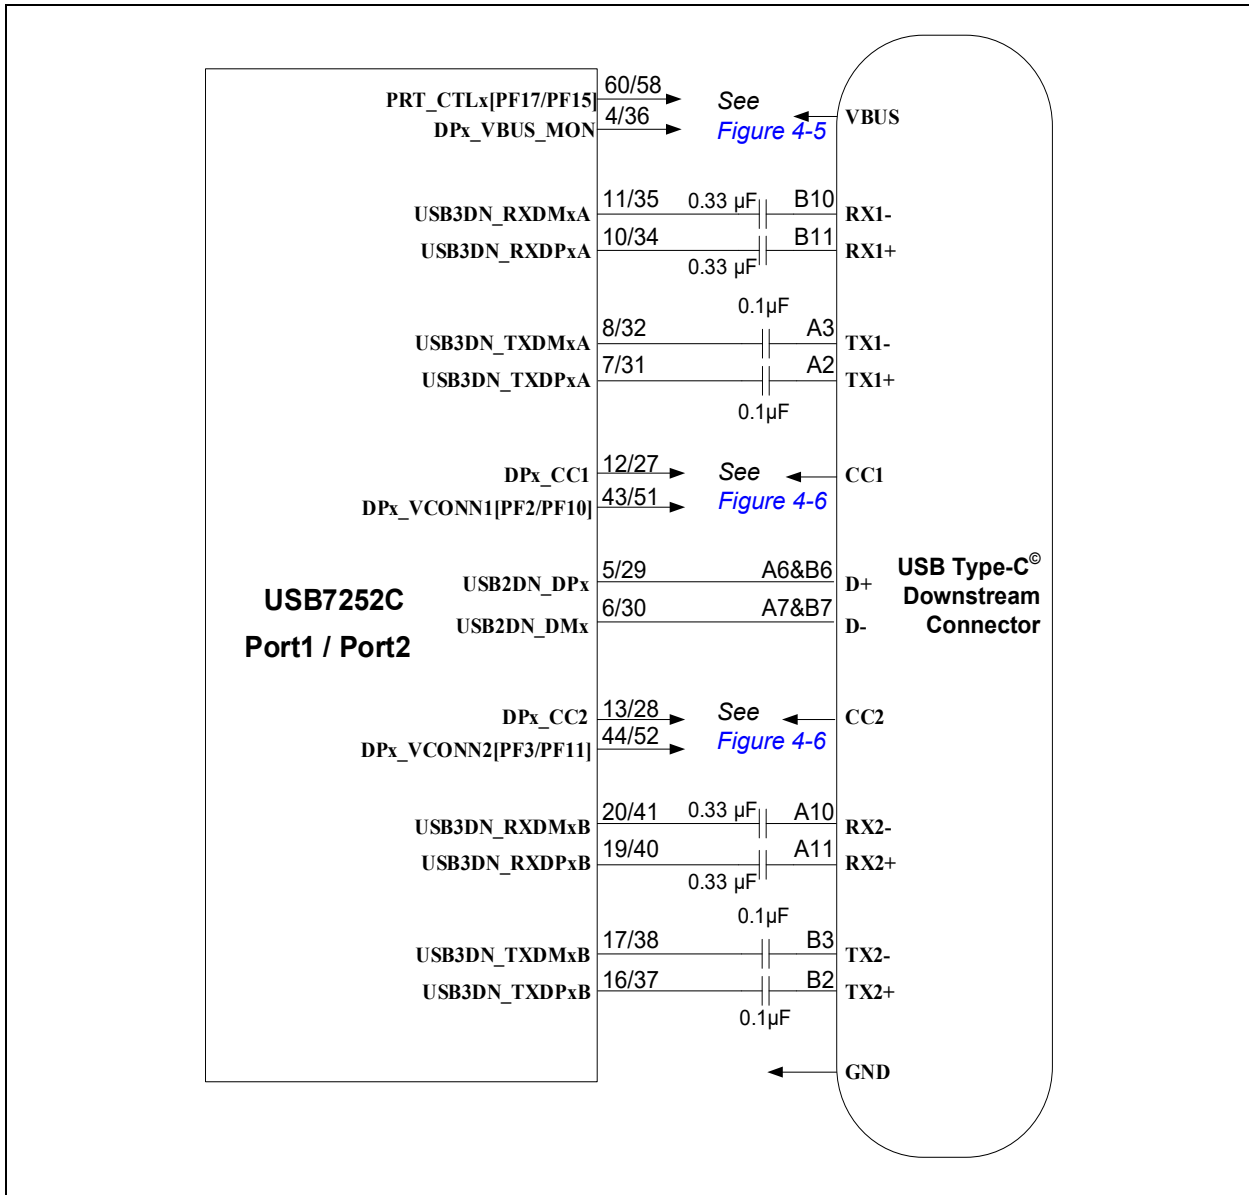 60/58
PRT_CTLx[PF17/PF15]
See
VBUS
4/36
DPx_VBUS_MON
Figure 4-5
11/35
0.33 µF
B10
USB3DN_RXDMxA
RX1-
10/34
B11
USB3DN_RXDPxA
RX1+
0.33 µF
0.1µF
8/32
A3
USB3DN_TXDMxA
TX1-
7/31
A2
USB3DN_TXDPxA
TX1+
0.1µF
12/27
DPx_CC1
See
CC1
43/51
DPx_VCONN1[PF2/PF10]
Figure 4-6
5/29
A6&B6
USB2DN_DPx
D+
6/30
A7&B7
USB2DN_DMx
D-
USB7252C
Port1 / Port2
USB Type-C©
Downstream
Connector
13/28
DPx_CC2
See
CC2
44/52
DPx_VCONN2[PF3/PF11]
Figure 4-6
20/41
0.33 µF
A10
USB3DN_RXDMxB
RX2-
19/40
A11
USB3DN_RXDPxB
RX2+
0.33 µF
0.1µF
17/38
B3
USB3DN_TXDMxB
TX2-
16/37
B2
USB3DN_TXDPxB
TX2+
0.1µF
GND